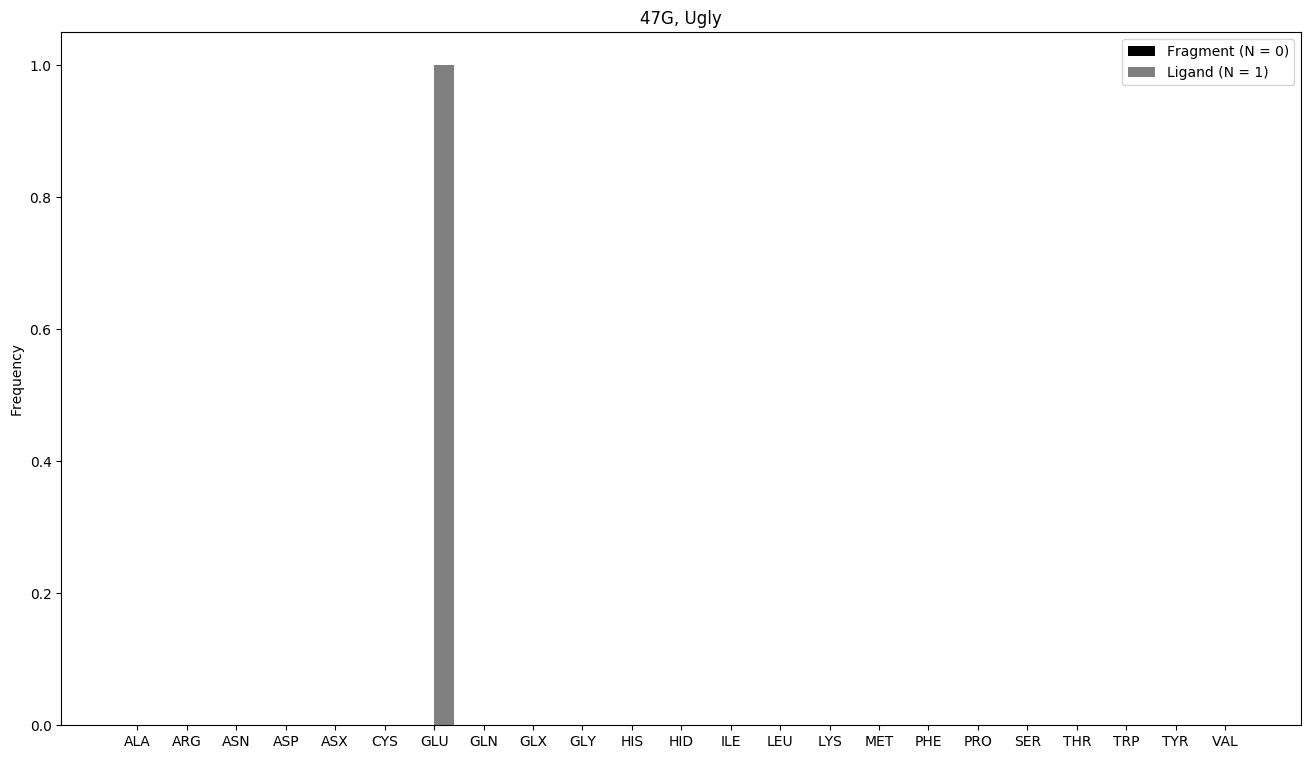 47G, Ugly
Fragment (N = 0)
Ligand (N = 1)
Frequency
1.0
0.8
0.6
0.4
0.2
0.0
ALA ARG ASN ASP ASX CYS GLU GLN GLX GLY HIS HID ILE LEU LYS MET PHE PRO SER THR TRP TYR VAL